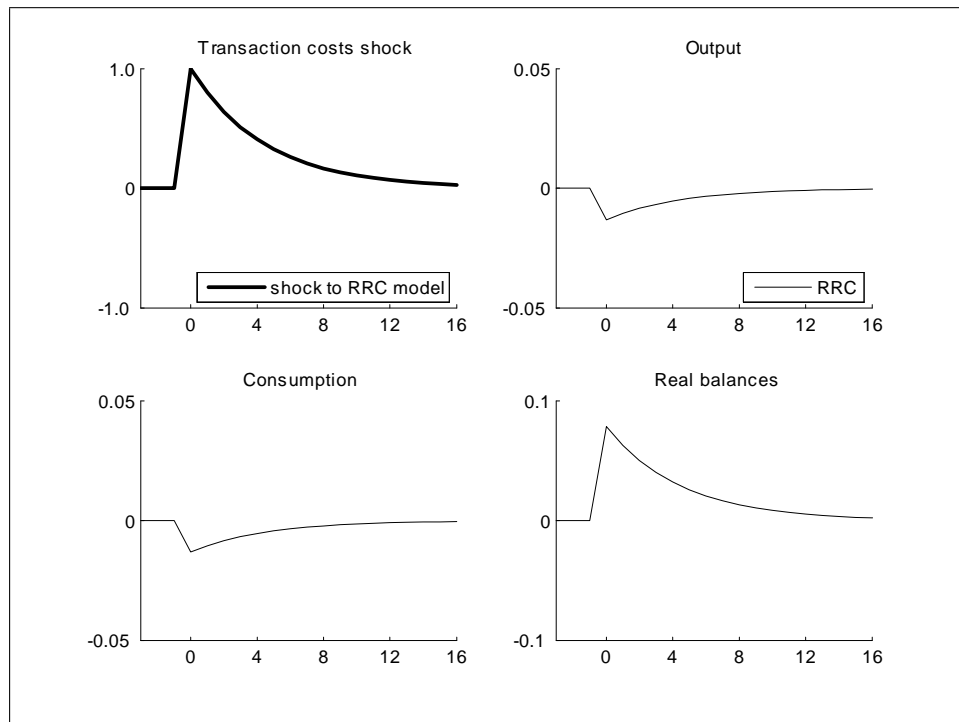 Transaction costs shock
1.0
0
-1.0
shock to RRC model
0 4 8 12 16
Output
0.05
0
-0.05
RRC
0 4 8 12 16
Consumption
0.05
0
-0.05
0 4 8 12 16
Real balances
0.1
0
-0.1
0 4 8 12 16